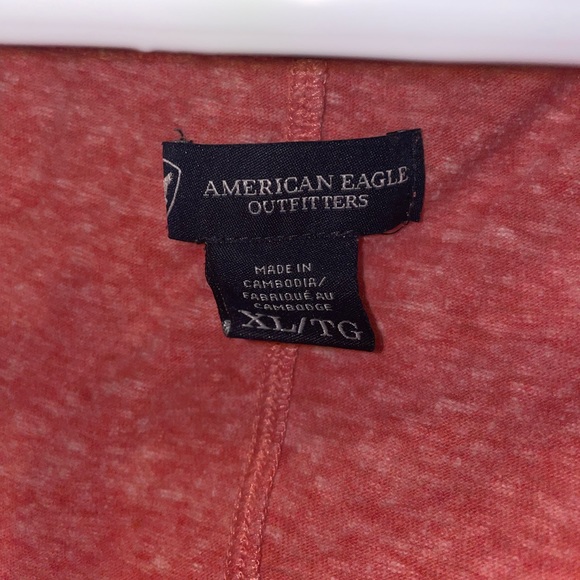 AMERICAN EAGLE
OUTFITTERS
MADE IN
CAMBODIA/
FABRIQUÉ AU
CAMBODGE
XL/TG